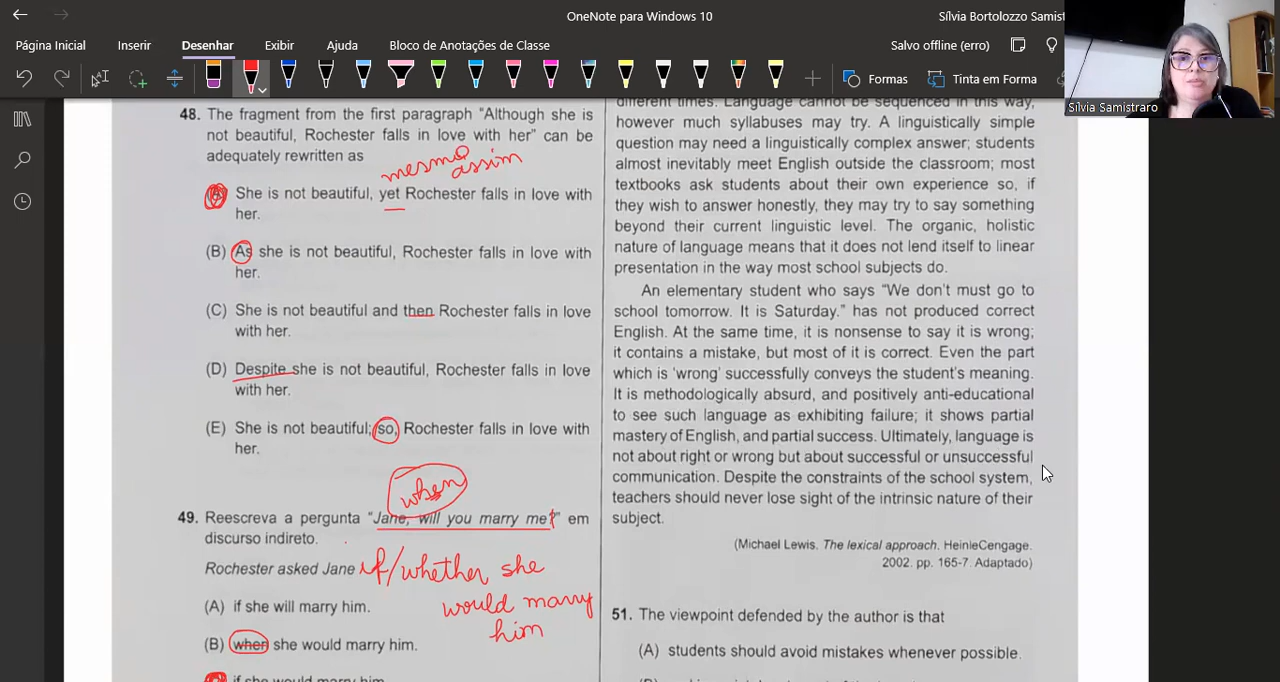 OneNote para Windows 10
Sílvia Bortolozzo Samist
Página Inicial
Inserir
Desenhar
Exibir
Ajuda
Bloco de Anotações de Classe
Salvo offline (erro)
Formas
Tinta em Forma
Sílvia Samistraro
48. The fragment from the first paragraph “Although she is
not beautiful, Rochester falls in love with her” can be
adequately rewritten as
mesmo
assim
She is not beautiful, yet Rochester falls in love with
her.
(B) As she is not beautiful, Rochester falls in love with
her.
(C) She is not beautiful and then Rochester falls in love
with her.
(D) Despite she is not beautiful, Rochester falls in love
with her.
(E) She is not beautiful; so, Rochester falls in love with
her.
when
49. Reescreva a pergunta “Jane, will you marry me?” em
discurso indireto.
Rochester asked Jane if/whether she
would marry
him
(A) if she will marry him.
(B) when she would marry him.
if she would marry him.
different times. Language cannot be sequenced in this way,
however much syllabuses may try. A linguistically simple
question may need a linguistically complex answer; students
almost inevitably meet English outside the classroom; most
textbooks ask students about their own experience so, if
they wish to answer honestly, they may try to say something
beyond their current linguistic level. The organic, holistic
nature of language means that it does not lend itself to linear
presentation in the way most school subjects do.
An elementary student who says “We don’t must go to
school tomorrow. It is Saturday.” has not produced correct
English. At the same time, it is nonsense to say it is wrong;
it contains a mistake, but most of it is correct. Even the part
which is ‘wrong’ successfully conveys the student’s meaning.
It is methodologically absurd, and positively anti-educational
to see such language as exhibiting failure; it shows partial
mastery of English, and partial success. Ultimately, language is
not about right or wrong but about successful or unsuccessful
communication. Despite the constraints of the school system,
teachers should never lose sight of the intrinsic nature of their
subject.
(Michael Lewis. The lexical approach. HeinleCengage.
2002. pp. 165-7. Adaptado)
51. The viewpoint defended by the author is that
(A) students should avoid mistakes whenever possible.